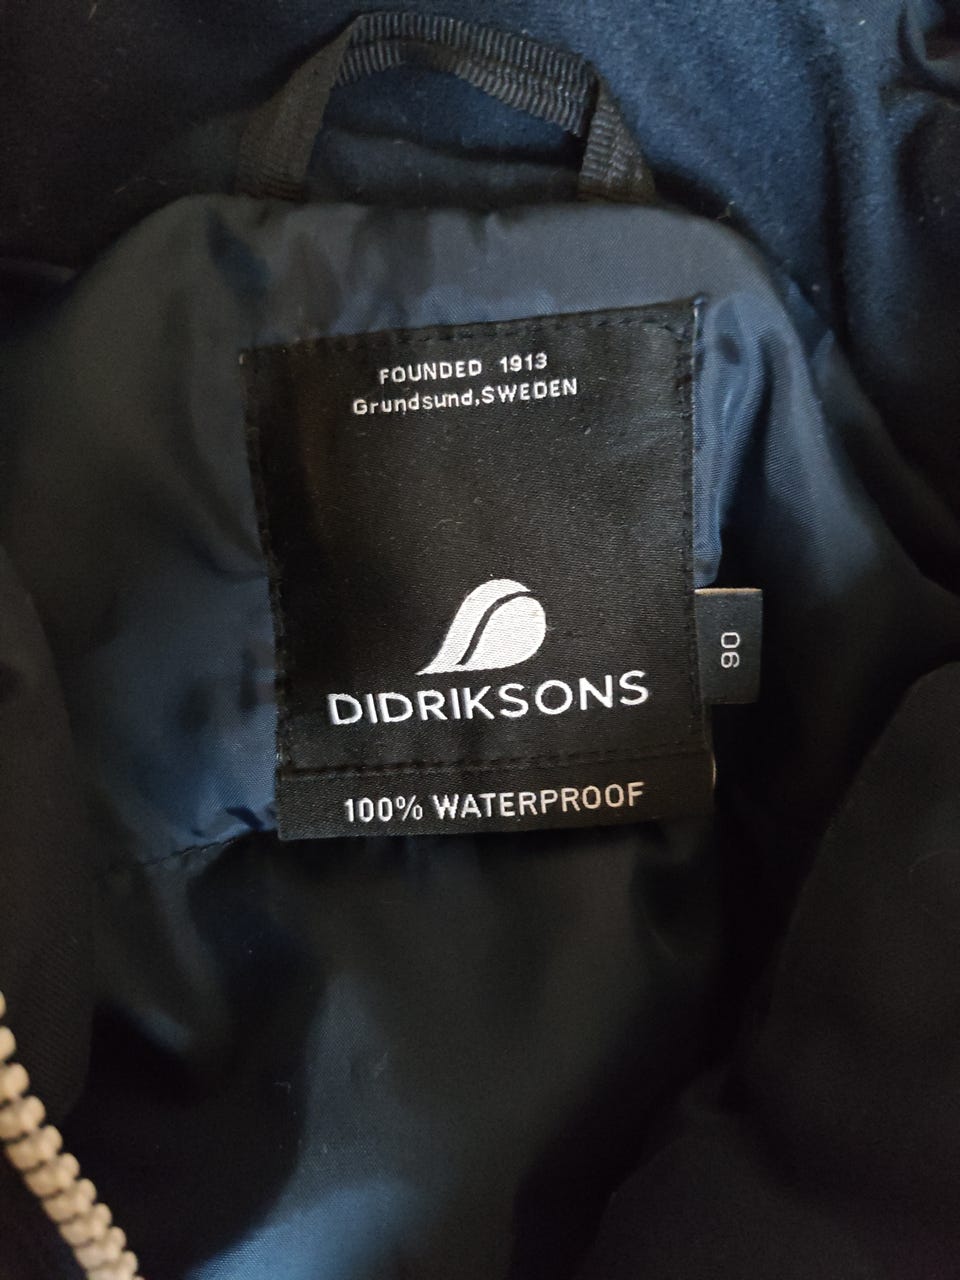 FOUNDED 1913
Grundsund,SWEDEN
DIDRIKSONS
90
100% WATERPROOF